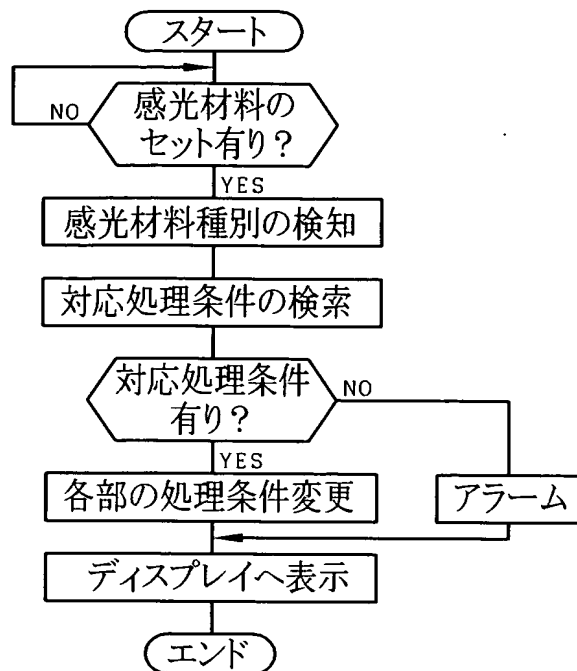 スタート
感光材料の
セット有り？
NO
YES
感光材料種別の検知
対応処理条件の検索
対応処理条件
有り？
NO
YES
各部の処理条件変更
アラーム
ディスプレイへ表示
エンド